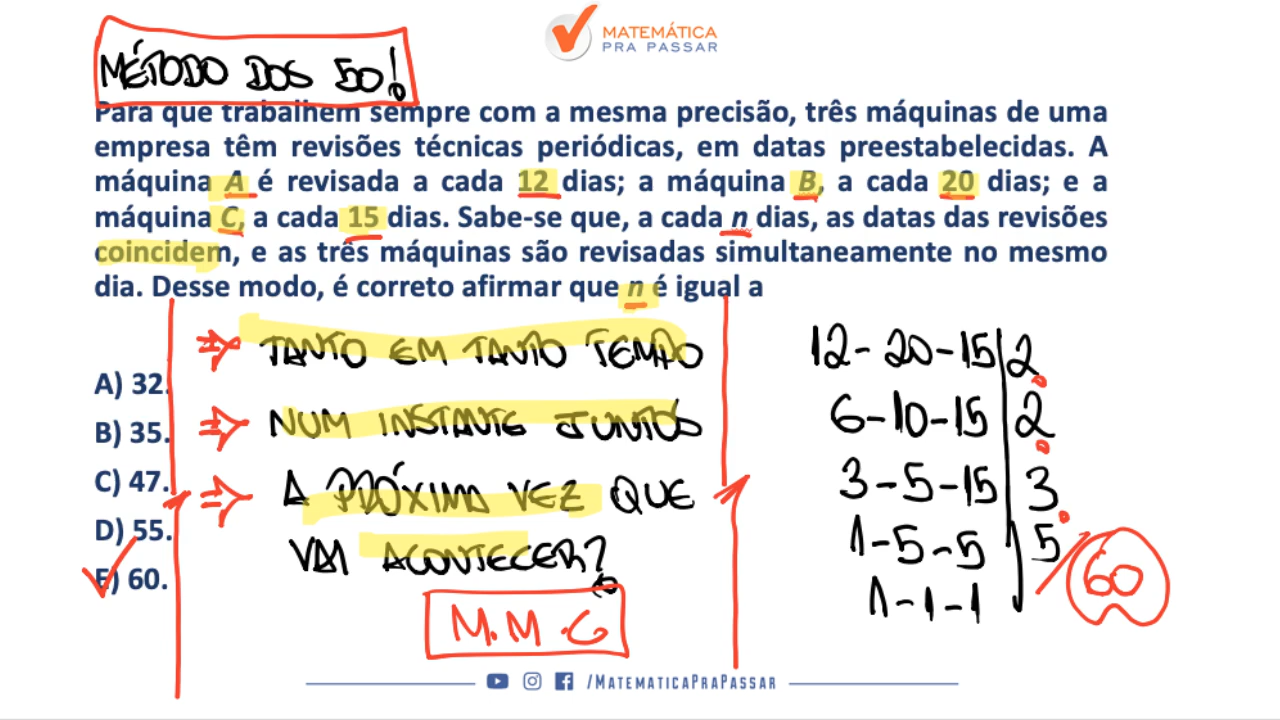 MATEMÁTICA
PRA PASSAR
MÉTODO DOS 50!
Para que trabalhem sempre com a mesma precisão, três máquinas de uma
empresa têm revisões técnicas periódicas, em datas preestabelecidas. A
máquina A é revisada a cada 12 dias; a máquina B, a cada 20 dias; e a
máquina C, a cada 15 dias. Sabe-se que, a cada n dias, as datas das revisões
coincidem, e as três máquinas são revisadas simultaneamente no mesmo
dia. Desse modo, é correto afirmar que n é igual a
A) 32.
B) 35.
C) 47.
D) 55.
E) 60.
⇒ TANTO EM TANTO TEMPO
⇒ NUM INSTANTE JUNTOS
⇒ A PRÓXIMA VEZ QUE
VAI ACONTECER?
M.M.C
12-20-15|2
6-10-15|2
3-5-15|3
1-5-5|5
1-1-1
60
/MATEMATICAPRAPASSAR